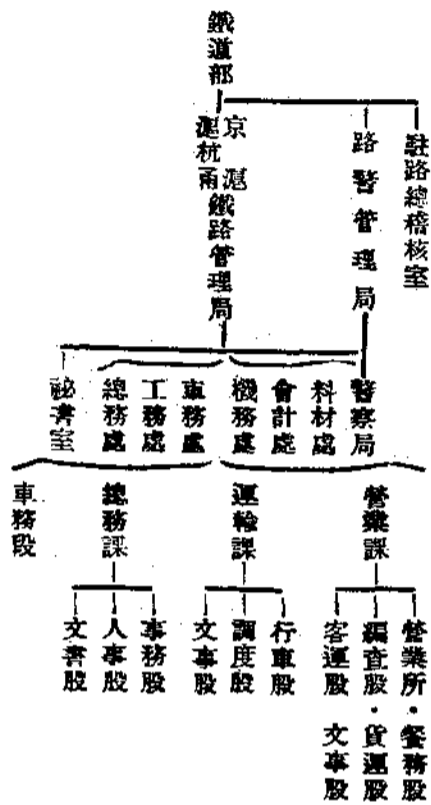 鐵道部
駐路總稽核室
路警管理局
京滬
滬杭甬
鐵路管理局
警察局
料材處
會計處
機務處
車務處
工務處
總務處
祕書室
營業課
運輸課
總務課
車務段
營業所・餐務股
編查股・貨運股
客運股 文事股
行車股
調度股
文事股
事務股
人事股
文書股